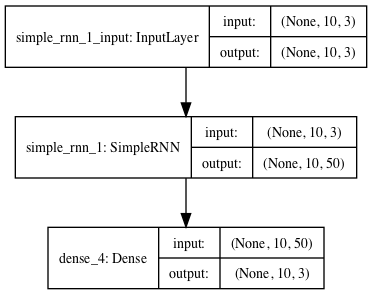 simple_rnn_1_input: InputLayer
input: (None, 10, 3)
output: (None, 10, 3)
simple_rnn_1: SimpleRNN
input: (None, 10, 3)
output: (None, 10, 50)
dense_4: Dense
input: (None, 10, 50)
output: (None, 10, 3)